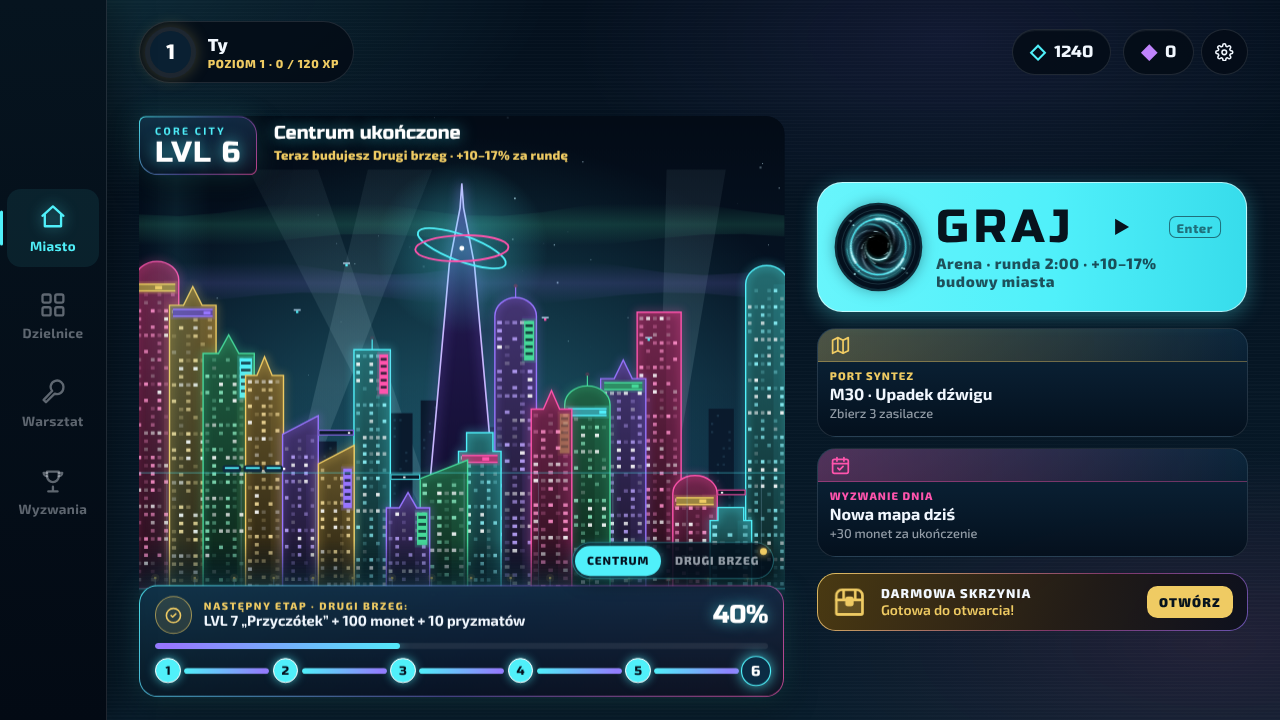 1
Ty
POZIOM 1 · 0 / 120 XP
1240
0
CORE CITY
LVL 6
Centrum ukończone
Teraz budujesz Drugi brzeg · +10–17% za rundę
Miasto
Dzielnice
Warsztat
Wyzwania
GRAJ
Enter
Arena · runda 2:00 · +10–17%
budowy miasta
PORT SYNTEZ
M30 · Upadek dźwigu
Zbierz 3 zasilacze
WYZWANIE DNIA
Nowa mapa dziś
+30 monet za ukończenie
CENTRUM
DRUGI BRZEG
NASTĘPNY ETAP · DRUGI BRZEG:
LVL 7 „Przyczółek” + 100 monet + 10 pryzmatów
40%
1 2 3 4 5 6
DARMOWA SKRZYNIA
Gotowa do otwarcia!
OTWÓRZ